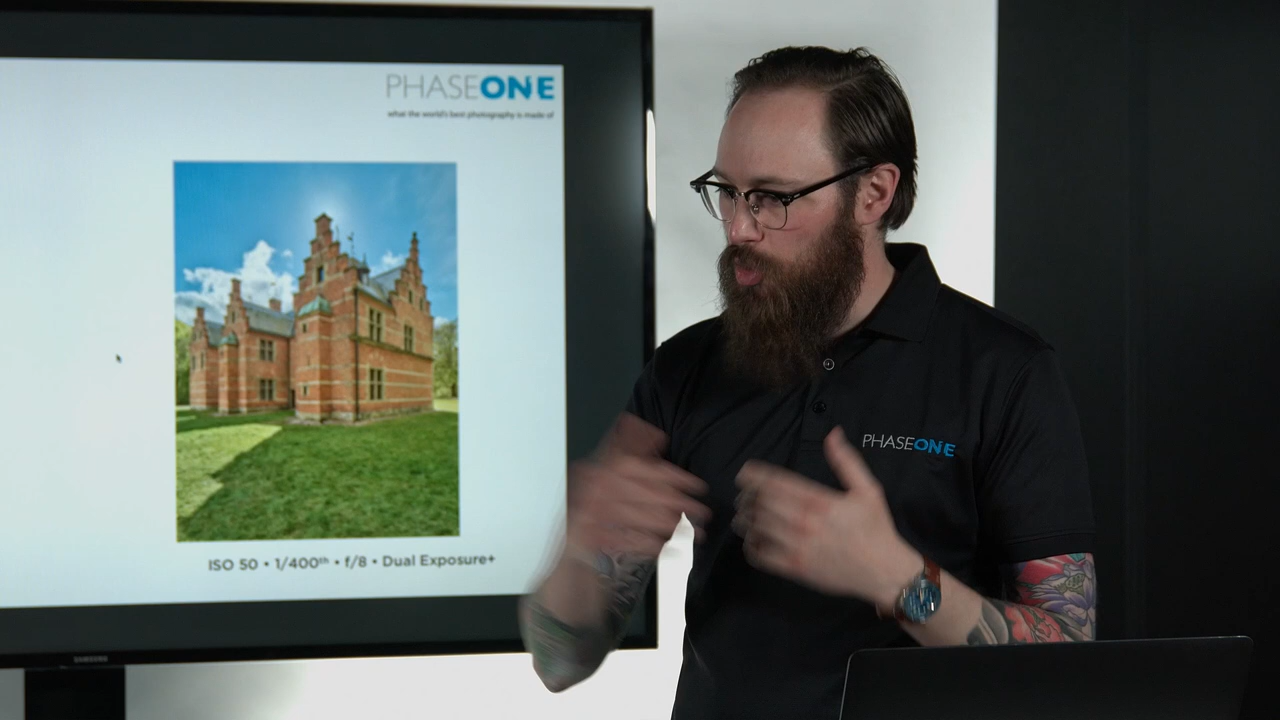 PHASEONE
what the world's best photography is made of
ISO 50 • 1/400th • f/8 • Dual Exposure+
SAMSUNG
PHASEONE